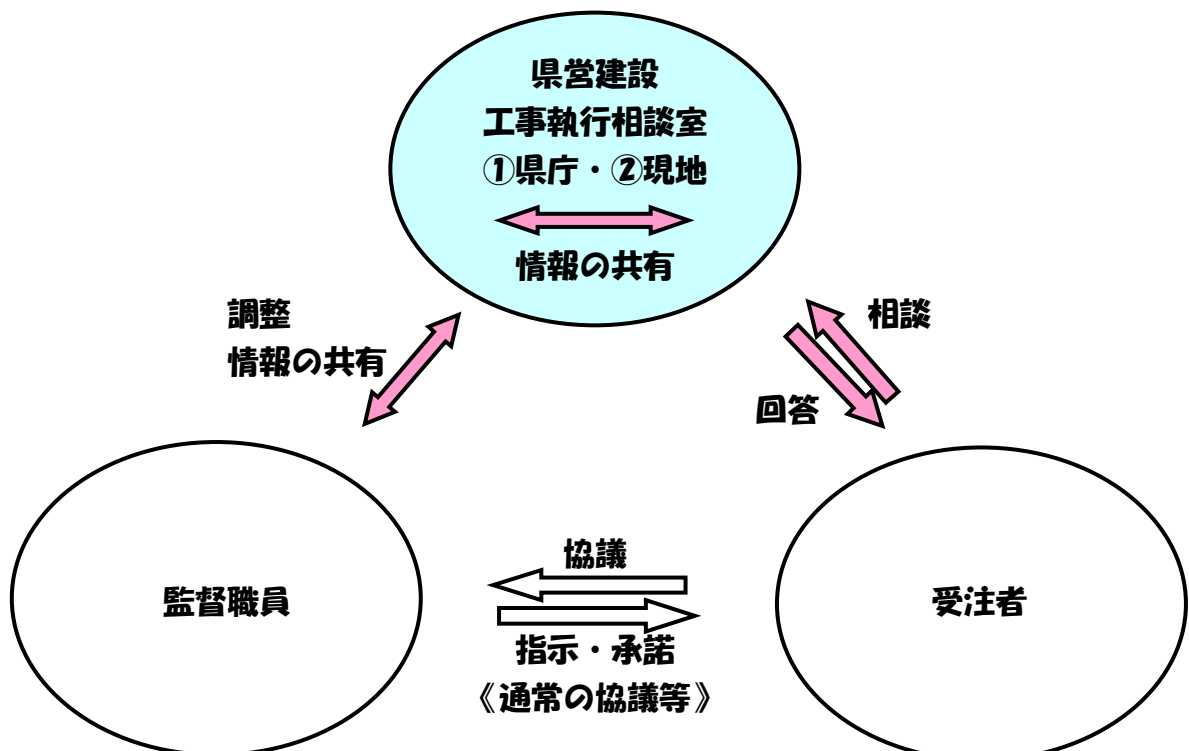 県営建設
工事執行相談室
①県庁・②現地
情報の共有
調整
情報の共有
相談
回答
協議
監督職員
受注者
指示・承諾
《通常の協議等》